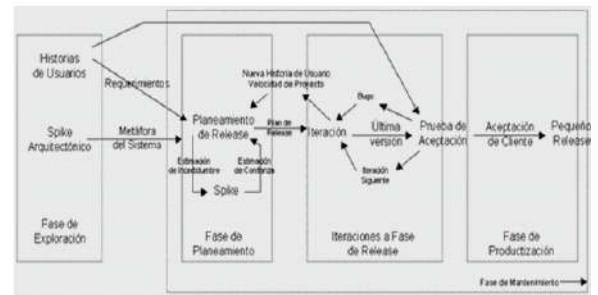 Historias
de Usuarios
Requerimientos
Spike
Arquitectónico
Metáfora
del Sistema
Fase de
Exploración
Nueva Historia de Usuario
Velocidad de Proyecto
Planeamiento
de Release
Plan de
Release
Estimación
de Incertidumbre
Estimación
de Confianza
Spike
Fase de
Planeamiento
Iteración
Bugs
Última
versión
Iteración
Siguiente
Prueba de
Aceptación
Iteraciones a Fase
de Release
Aceptación
de Cliente
Pequeño
Release
Fase de
Productización
Fase de Mantenimiento